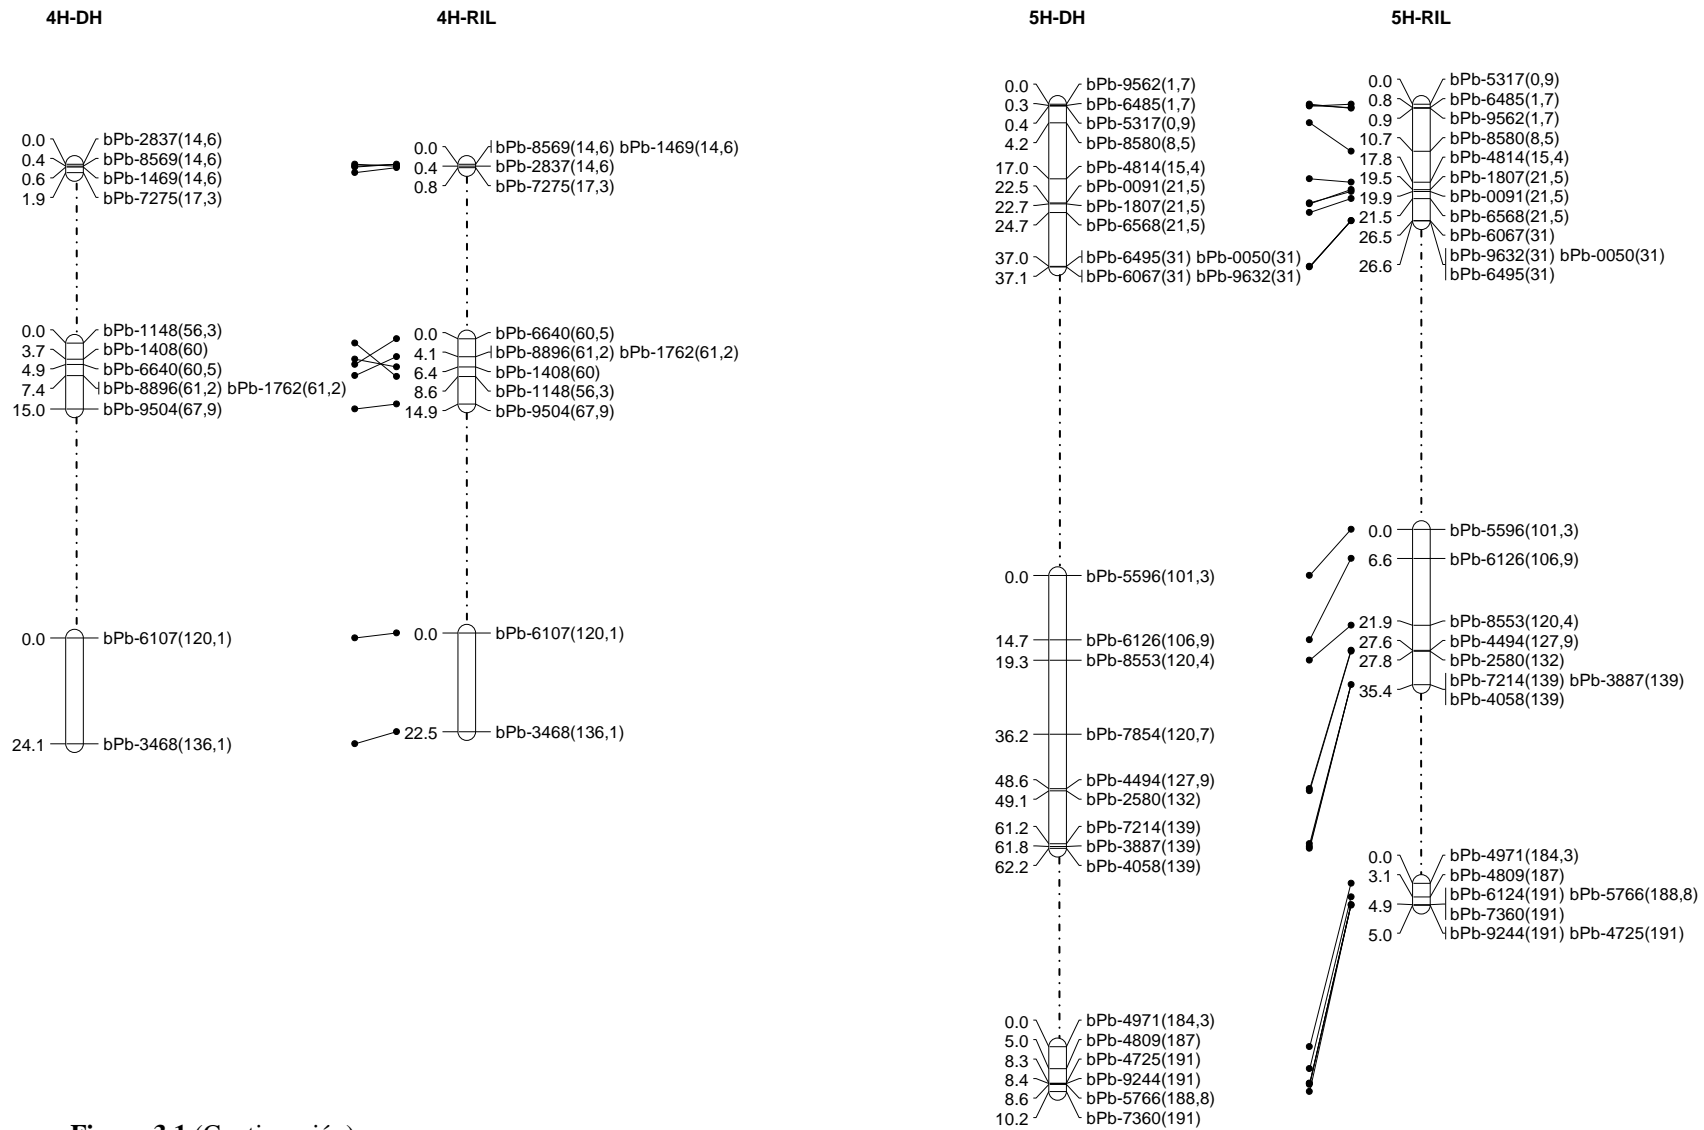 4H-DH
0.0 bPb-2837(14,6)
0.4 bPb-8569(14,6)
0.6 bPb-1469(14,6)
1.9 bPb-7275(17,3)
0.0 bPb-1148(56,3)
3.7 bPb-1408(60)
4.9 bPb-6640(60,5)
7.4 bPb-8896(61,2) bPb-1762(61,2)
15.0 bPb-9504(67,9)
0.0 bPb-6107(120,1)
24.1 bPb-3468(136,1)
4H-RIL
0.0 bPb-8569(14,6) bPb-1469(14,6)
0.4 bPb-2837(14,6)
0.8 bPb-7275(17,3)
0.0 bPb-6640(60,5)
4.1 bPb-8896(61,2) bPb-1762(61,2)
6.4 bPb-1408(60)
8.6 bPb-1148(56,3)
14.9 bPb-9504(67,9)
0.0 bPb-6107(120,1)
22.5 bPb-3468(136,1)
5H-DH
0.0 bPb-9562(1,7)
0.3 bPb-6485(1,7)
0.4 bPb-5317(0,9)
4.2 bPb-8580(8,5)
17.0 bPb-4814(15,4)
22.5 bPb-0091(21,5)
22.7 bPb-1807(21,5)
24.7 bPb-6568(21,5)
37.0 bPb-6495(31) bPb-0050(31)
37.1 bPb-6067(31) bPb-9632(31)
0.0 bPb-5596(101,3)
14.7 bPb-6126(106,9)
19.3 bPb-8553(120,4)
36.2 bPb-7854(120,7)
48.6 bPb-4494(127,9)
49.1 bPb-2580(132)
61.2 bPb-7214(139)
61.8 bPb-3887(139)
62.2 bPb-4058(139)
0.0 bPb-4971(184,3)
5.0 bPb-4809(187)
8.3 bPb-4725(191)
8.4 bPb-9244(191)
8.6 bPb-5766(188,8)
10.2 bPb-7360(191)
5H-RIL
0.0 bPb-5317(0,9)
0.8 bPb-6485(1,7)
0.9 bPb-9562(1,7)
10.7 bPb-8580(8,5)
17.8 bPb-4814(15,4)
19.5 bPb-1807(21,5)
19.9 bPb-0091(21,5)
21.5 bPb-6568(21,5)
26.5 bPb-6067(31)
26.6 bPb-9632(31) bPb-0050(31)
bPb-6495(31)
0.0 bPb-5596(101,3)
6.6 bPb-6126(106,9)
21.9 bPb-8553(120,4)
27.6 bPb-4494(127,9)
27.8 bPb-2580(132)
35.4 bPb-7214(139) bPb-3887(139)
bPb-4058(139)
0.0 bPb-4971(184,3)
3.1 bPb-4809(187)
4.9 bPb-6124(191) bPb-5766(188,8)
bPb-7360(191)
5.0 bPb-9244(191) bPb-4725(191)
Figura 3.1 (Continuación)